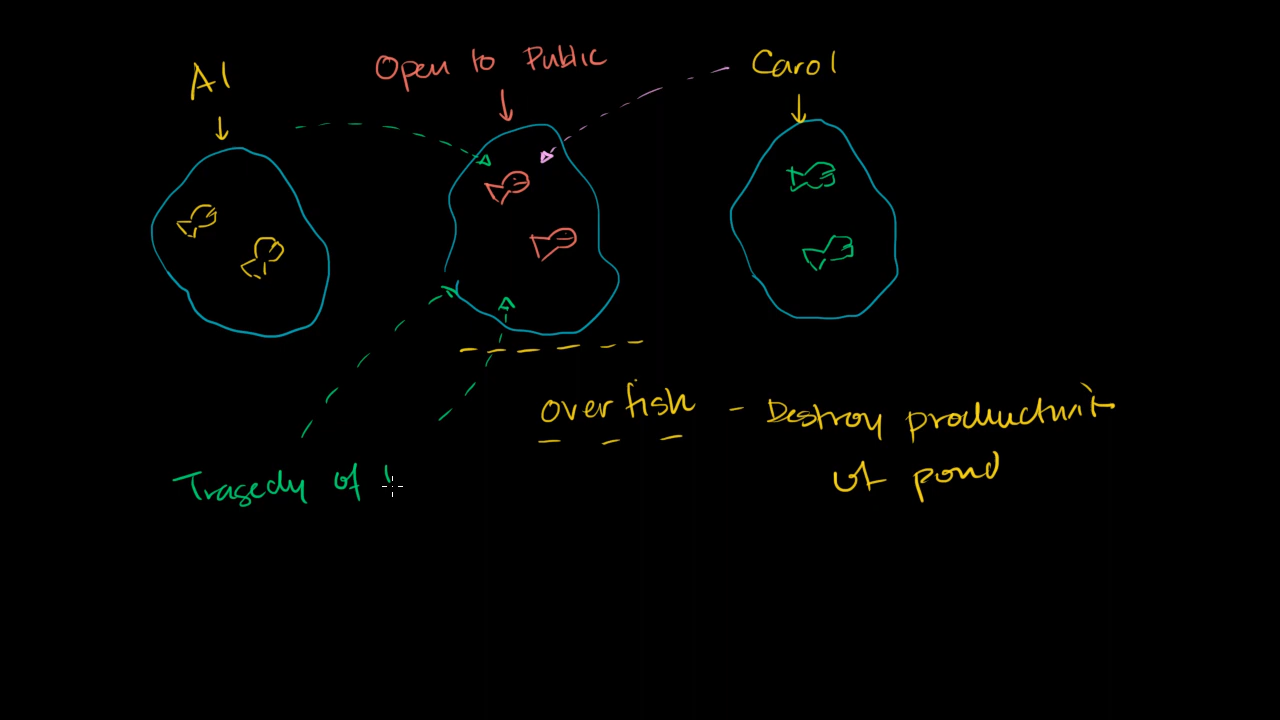 Al
Open to Public
Carol
over fish - Destroy productivit
of pond
Tragedy of